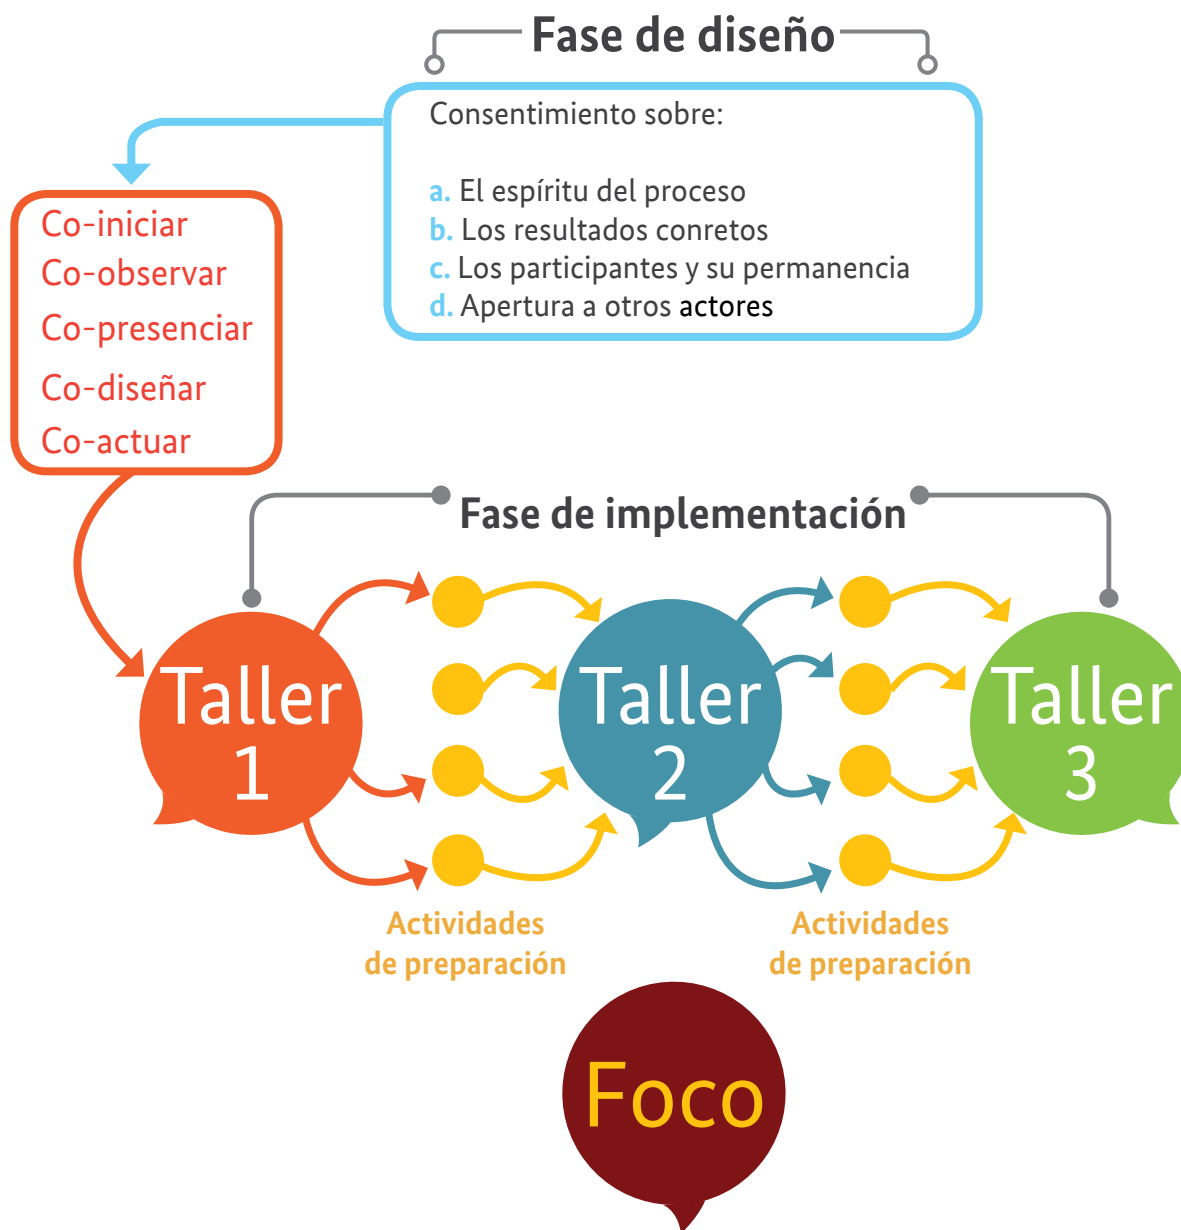 Fase de diseño
Consentimiento sobre:
a. El espíritu del proceso
b. Los resultados conretos
c. Los participantes y su permanencia
d. Apertura a otros actores
Co-iniciar
Co-observar
Co-presenciar
Co-diseñar
Co-actuar
Fase de implementación
Taller
1
Taller
2
Taller
3
Actividades
de preparación
Actividades
de preparación
Foco